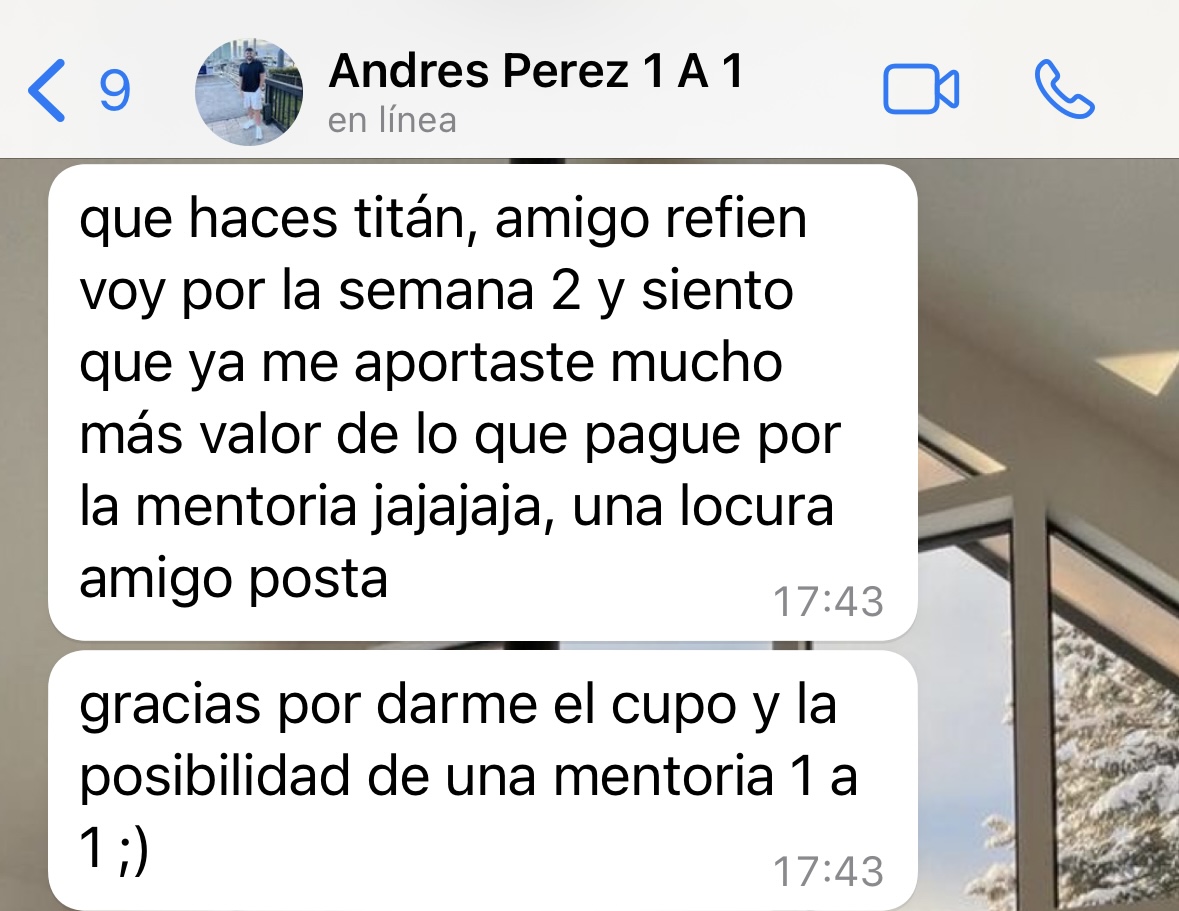 9
Andres Perez 1 A 1
en línea
que haces titán, amigo refien
voy por la semana 2 y siento
que ya me aportaste mucho
más valor de lo que pague por
la mentoria jajajaja, una locura
amigo posta
17:43
gracias por darme el cupo y la
posibilidad de una mentoria 1 a
1 ;)
17:43